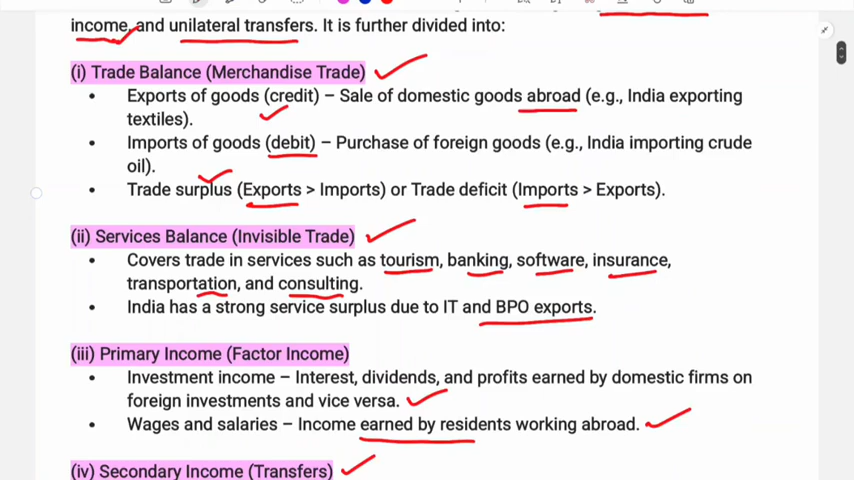 income, and unilateral transfers. It is further divided into:
(i) Trade Balance (Merchandise Trade)
• Exports of goods (credit) – Sale of domestic goods abroad (e.g., India exporting
textiles).
• Imports of goods (debit) – Purchase of foreign goods (e.g., India importing crude
oil).
• Trade surplus (Exports > Imports) or Trade deficit (Imports > Exports).
(ii) Services Balance (Invisible Trade)
• Covers trade in services such as tourism, banking, software, insurance,
transportation, and consulting.
• India has a strong service surplus due to IT and BPO exports.
(iii) Primary Income (Factor Income)
• Investment income – Interest, dividends, and profits earned by domestic firms on
foreign investments and vice versa.
• Wages and salaries – Income earned by residents working abroad.
(iv) Secondary Income (Transfers)